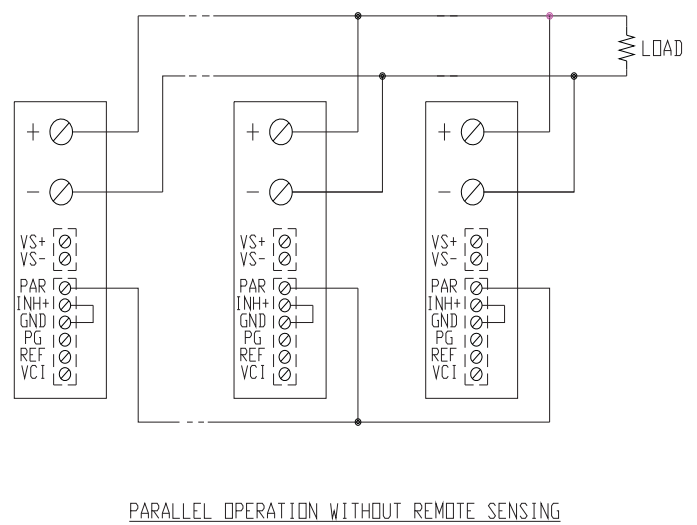 LOAD
+ + +
− − −
VS+ VS+ VS+
VS- VS- VS-
PAR PAR PAR
INH+ INH+ INH+
GND GND GND
PG PG PG
REF REF REF
VCI VCI VCI
PARALLEL OPERATION WITHOUT REMOTE SENSING